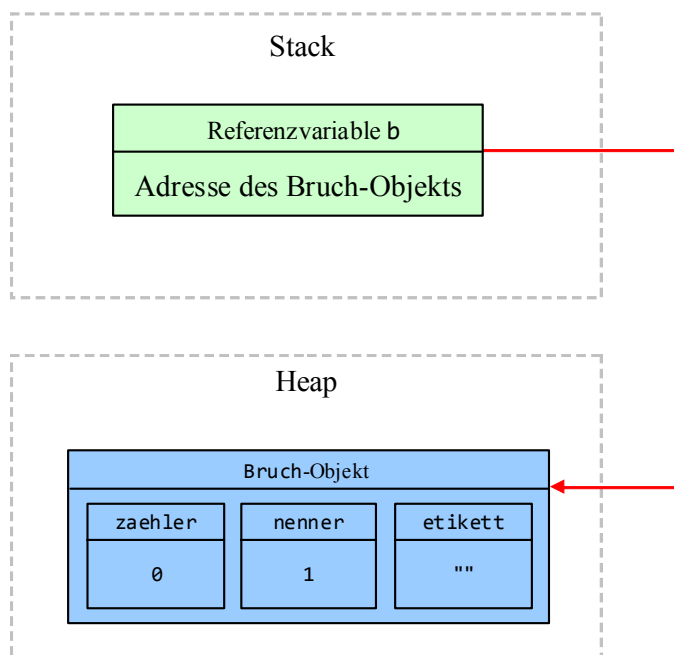 Stack
Referenzvariable b
Adresse des Bruch-Objekts
Heap
Bruch-Objekt
zaehler nenner etikett
0 1 ""